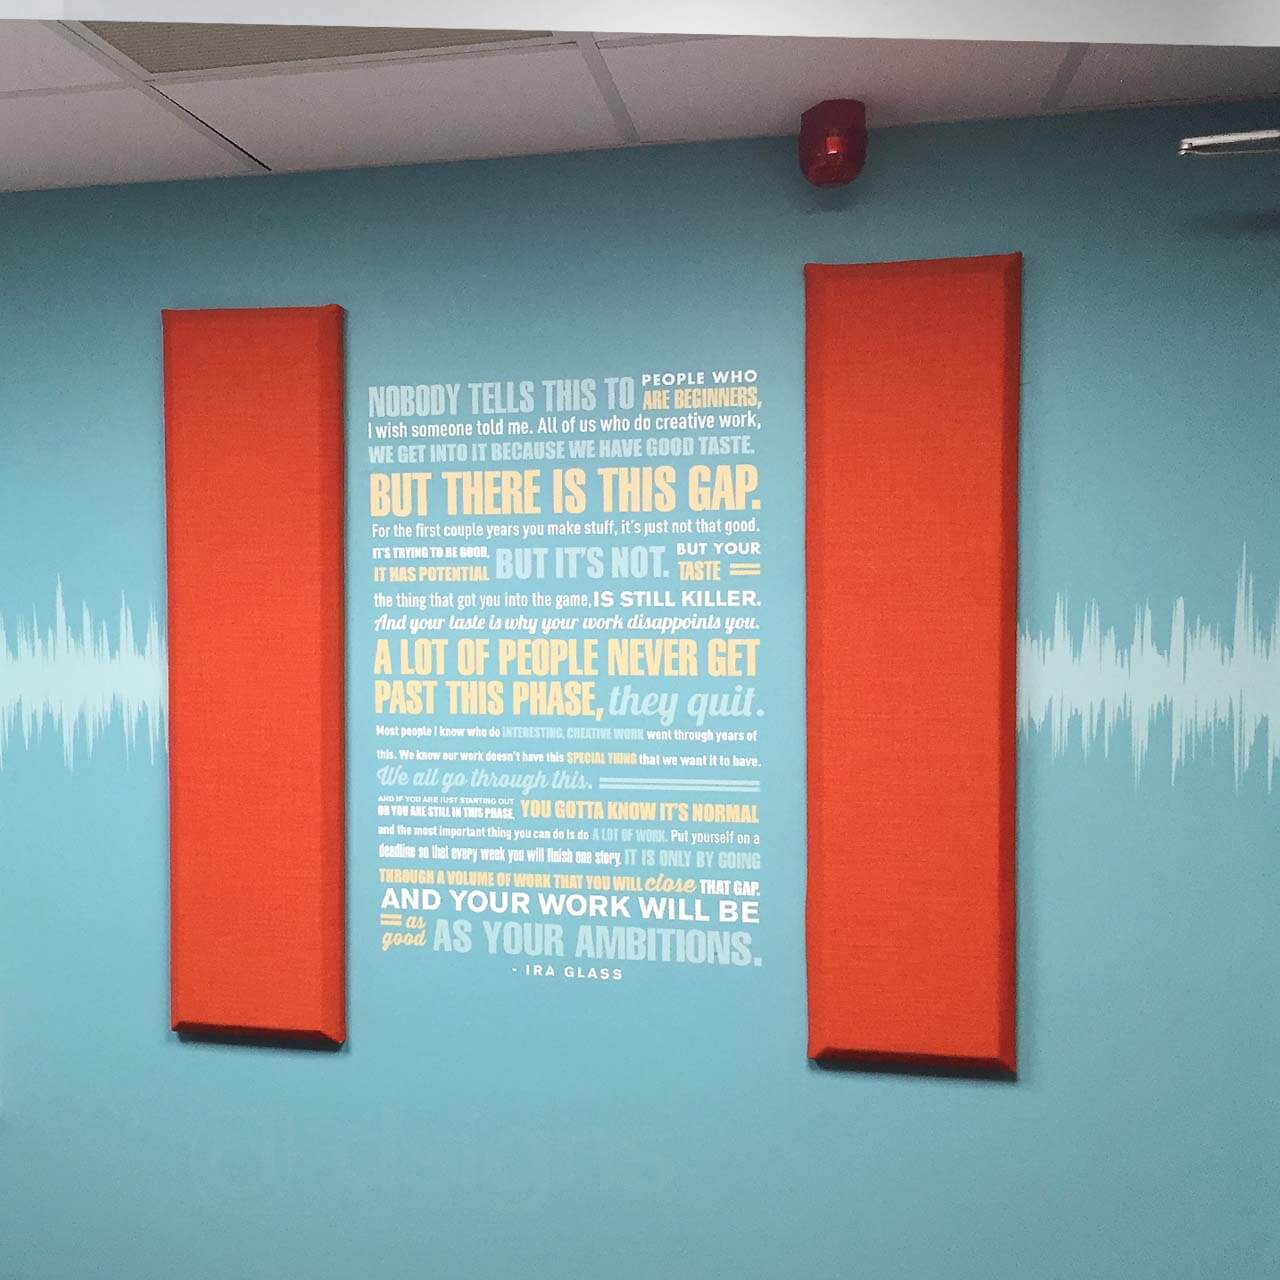 NOBODY TELLS THIS TO PEOPLE WHO ARE BEGINNERS,
I wish someone told me. All of us who do creative work,
WE GET INTO IT BECAUSE WE HAVE GOOD TASTE.
BUT THERE IS THIS GAP.
For the first couple years you make stuff, it's just not that good.
IT'S TRYING TO BE GOOD, IT HAS POTENTIAL BUT IT'S NOT. BUT YOUR TASTE
the thing that got you into the game, IS STILL KILLER.
And your taste is why your work disappoints you.
A LOT OF PEOPLE NEVER GET
PAST THIS PHASE, they quit.
Most people I know who do INTERESTING, CREATIVE WORK went through years of
this. We know our work doesn't have this SPECIAL THING that we want it to have.
We all go through this.
AND IF YOU ARE JUST STARTING OUT OR YOU ARE STILL IN THIS PHASE, YOU GOTTA KNOW IT'S NORMAL
and the most important thing you can do is do A LOT OF WORK. Put yourself on a
deadline so that every week you will finish one story. IT IS ONLY BY GOING
THROUGH A VOLUME OF WORK THAT YOU WILL close THAT GAP.
AND YOUR WORK WILL BE
as good AS YOUR AMBITIONS.
- IRA GLASS